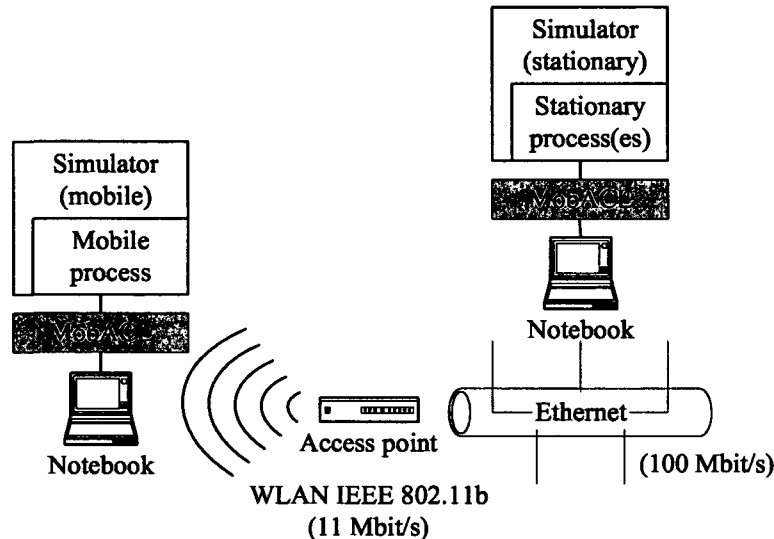 Simulator
(stationary)
Stationary
process(es)
Notebook
Simulator
(mobile)
Mobile
process
Notebook
Access point
Ethernet
(100 Mbit/s)
WLAN IEEE 802.11b
(11 Mbit/s)